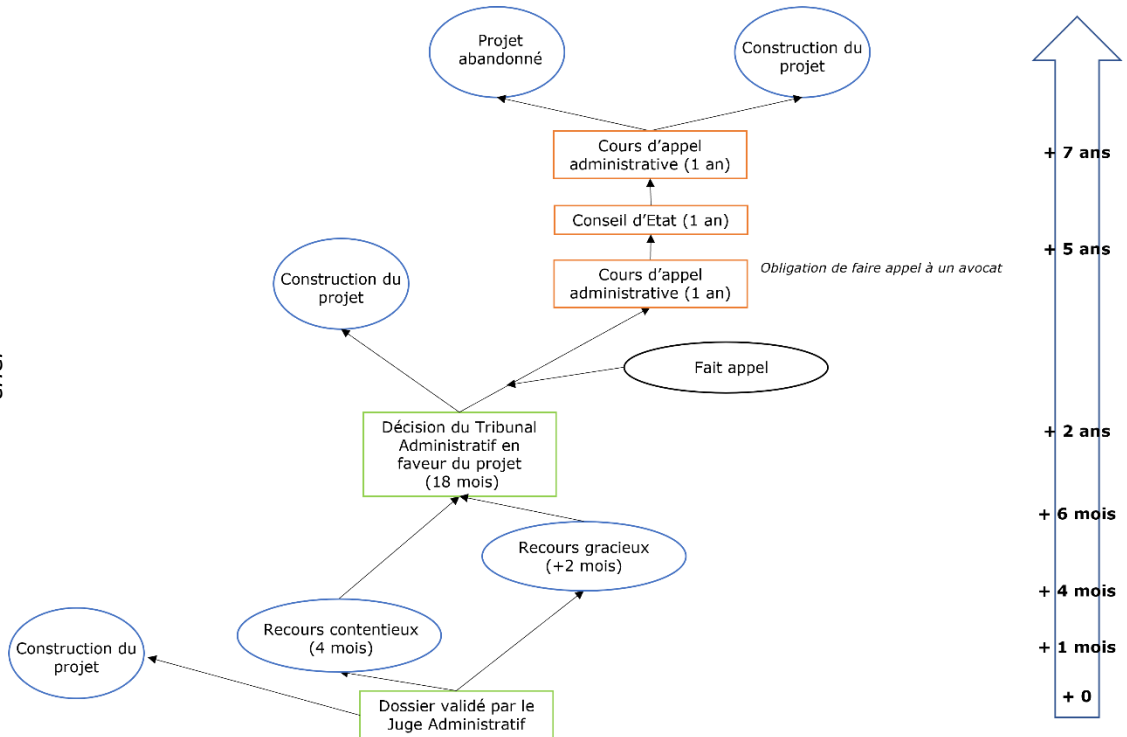 Projet
abandonné
Construction du
projet
Cours d'appel
administrative (1 an)
+ 7 ans
Conseil d'Etat (1 an)
+ 5 ans
Cours d'appel
administrative (1 an)
Obligation de faire appel à un avocat
Construction du
projet
Fait appel
Décision du Tribunal
Administratif en
faveur du projet
(18 mois)
+ 2 ans
+ 6 mois
Recours gracieux
(+2 mois)
+ 4 mois
Recours contentieux
(4 mois)
+ 1 mois
Construction du
projet
+ 0
Dossier validé par le
Juge Administratif